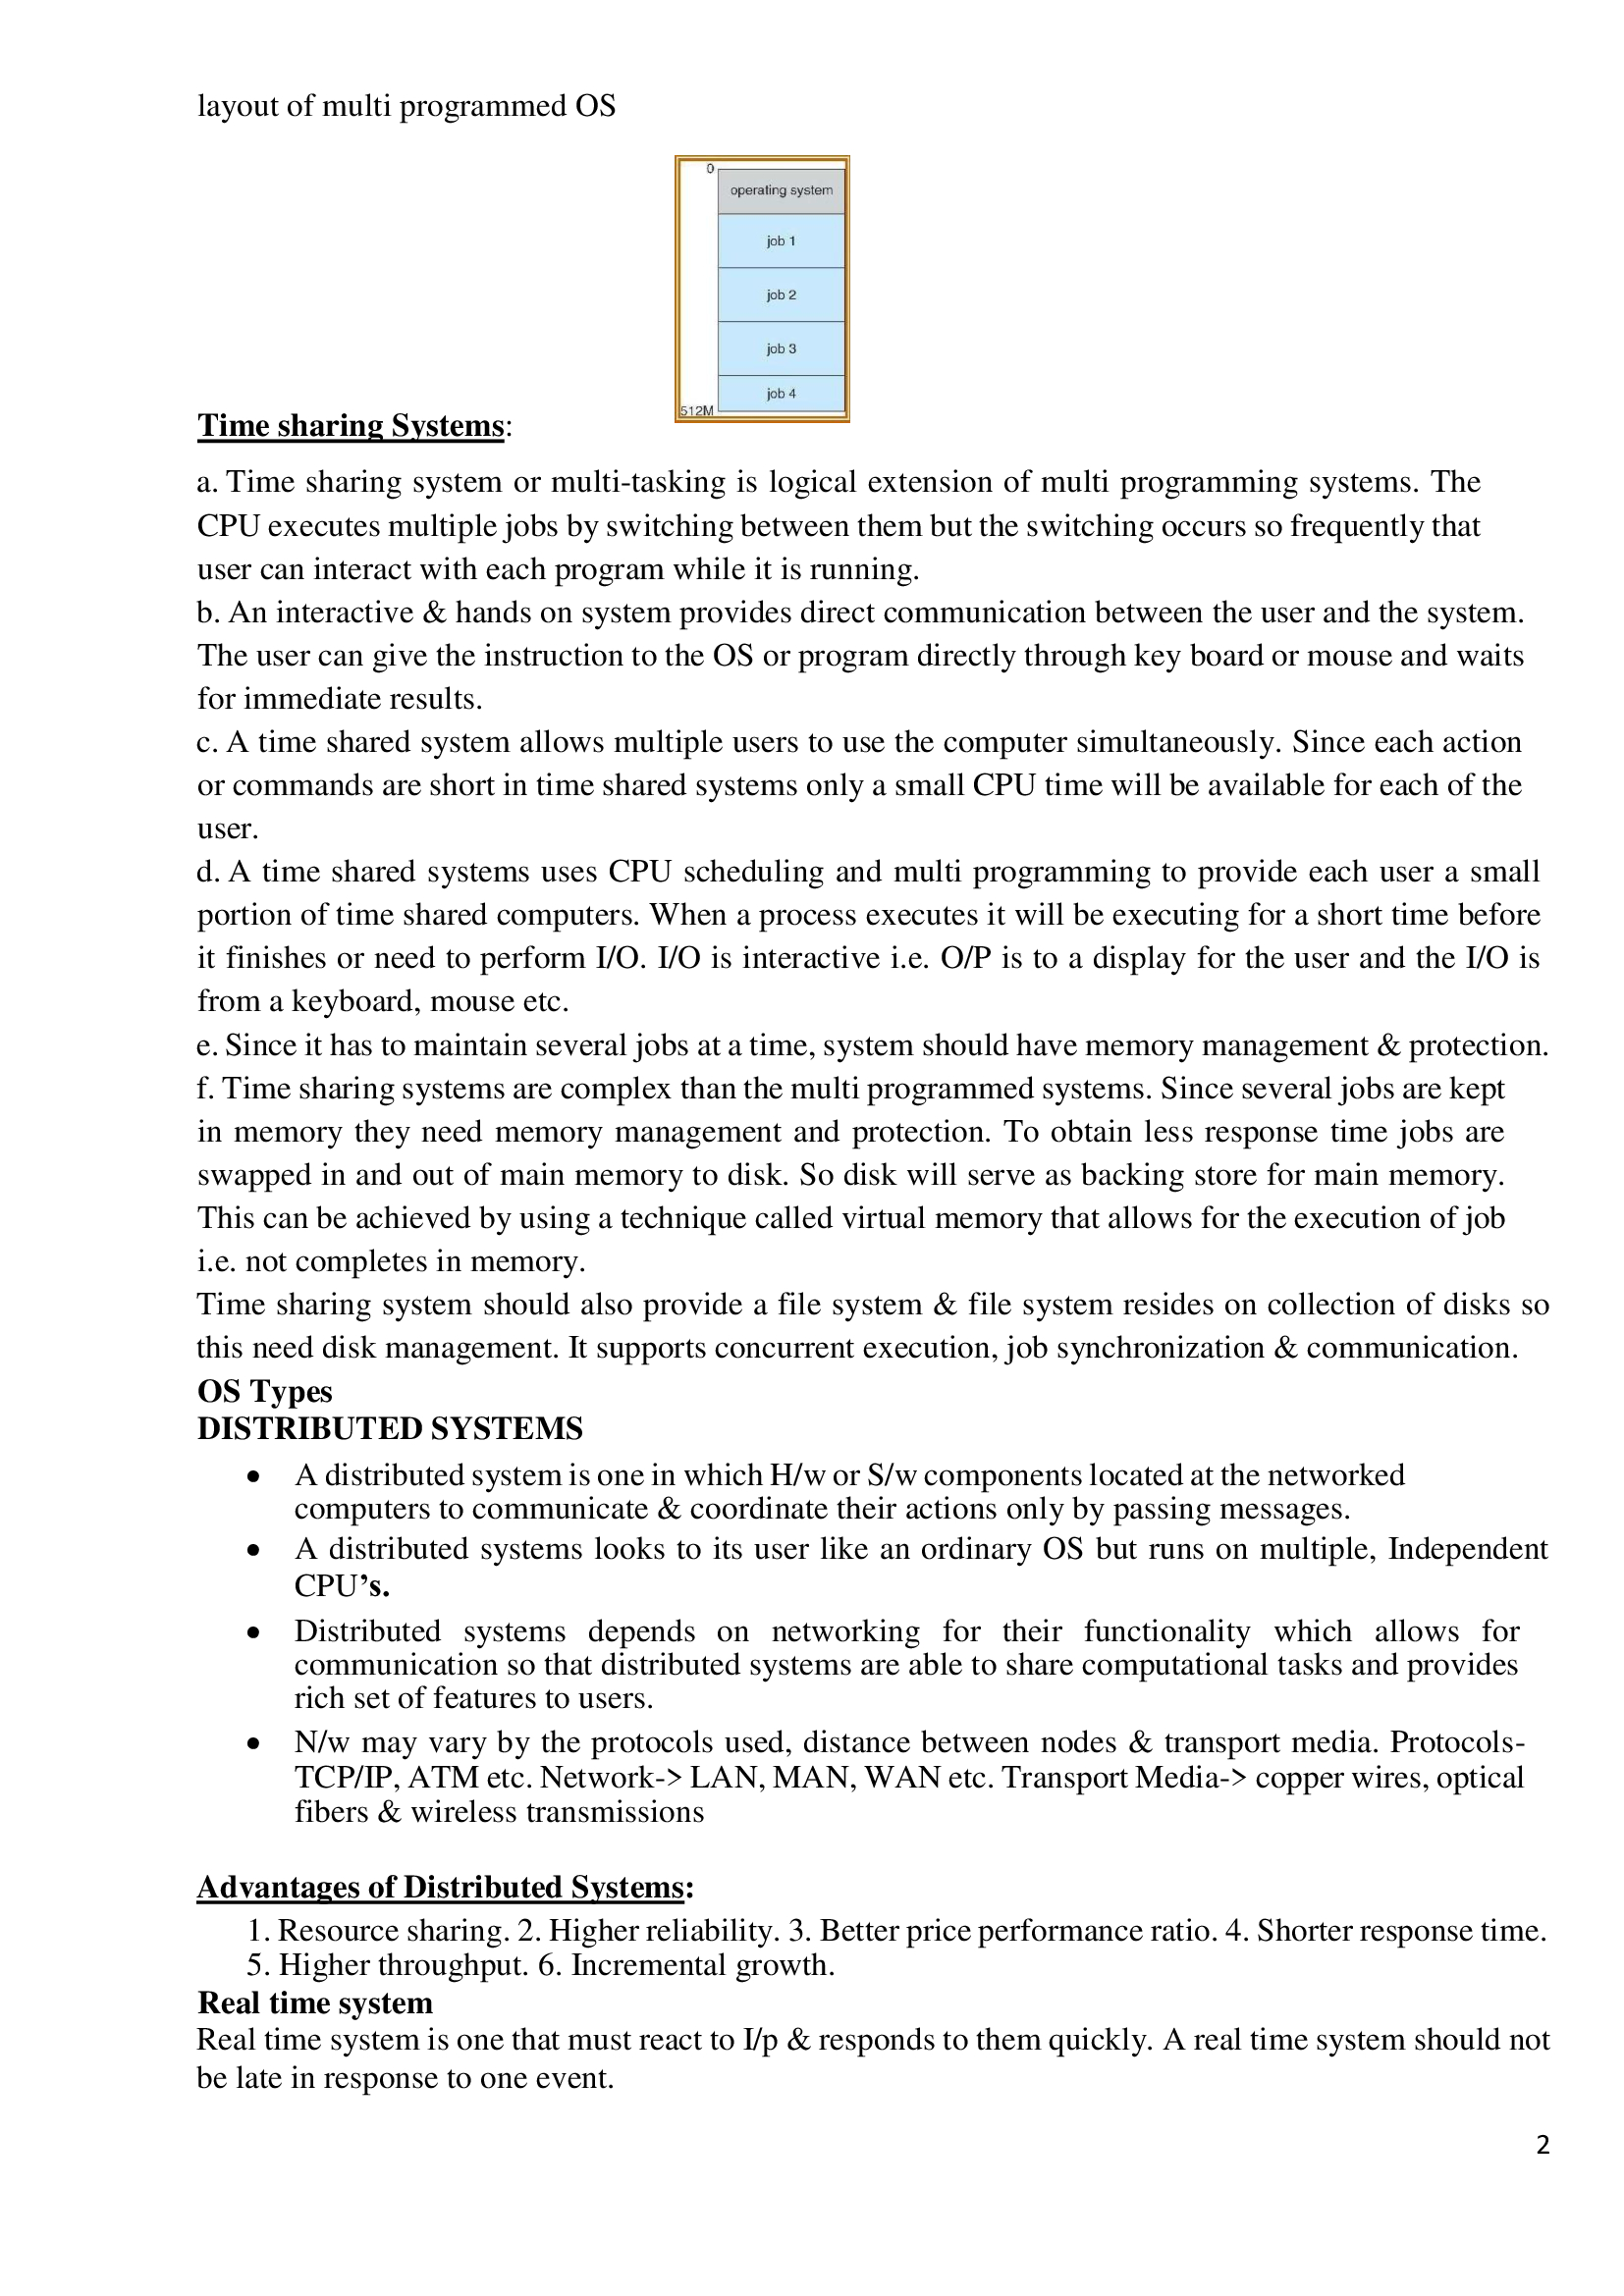 layout of multi programmed OS
0
operating system
job 1
job 2
job 3
job 4
512M
Time sharing Systems:
a. Time sharing system or multi-tasking is logical extension of multi programming systems. The
CPU executes multiple jobs by switching between them but the switching occurs so frequently that
user can interact with each program while it is running.
b. An interactive & hands on system provides direct communication between the user and the system.
The user can give the instruction to the OS or program directly through key board or mouse and waits
for immediate results.
c. A time shared system allows multiple users to use the computer simultaneously. Since each action
or commands are short in time shared systems only a small CPU time will be available for each of the
user.
d. A time shared systems uses CPU scheduling and multi programming to provide each user a small
portion of time shared computers. When a process executes it will be executing for a short time before
it finishes or need to perform I/O. I/O is interactive i.e. O/P is to a display for the user and the I/O is
from a keyboard, mouse etc.
e. Since it has to maintain several jobs at a time, system should have memory management & protection.
f. Time sharing systems are complex than the multi programmed systems. Since several jobs are kept
in memory they need memory management and protection. To obtain less response time jobs are
swapped in and out of main memory to disk. So disk will serve as backing store for main memory.
This can be achieved by using a technique called virtual memory that allows for the execution of job
i.e. not completes in memory.
Time sharing system should also provide a file system & file system resides on collection of disks so
this need disk management. It supports concurrent execution, job synchronization & communication.
OS Types
DISTRIBUTED SYSTEMS
• A distributed system is one in which H/w or S/w components located at the networked
computers to communicate & coordinate their actions only by passing messages.
• A distributed systems looks to its user like an ordinary OS but runs on multiple, Independent
CPU’s.
• Distributed systems depends on networking for their functionality which allows for
communication so that distributed systems are able to share computational tasks and provides
rich set of features to users.
• N/w may vary by the protocols used, distance between nodes & transport media. Protocols-
TCP/IP, ATM etc. Network-> LAN, MAN, WAN etc. Transport Media-> copper wires, optical
fibers & wireless transmissions
Advantages of Distributed Systems:
1. Resource sharing. 2. Higher reliability. 3. Better price performance ratio. 4. Shorter response time.
5. Higher throughput. 6. Incremental growth.
Real time system
Real time system is one that must react to I/p & responds to them quickly. A real time system should not
be late in response to one event.
2